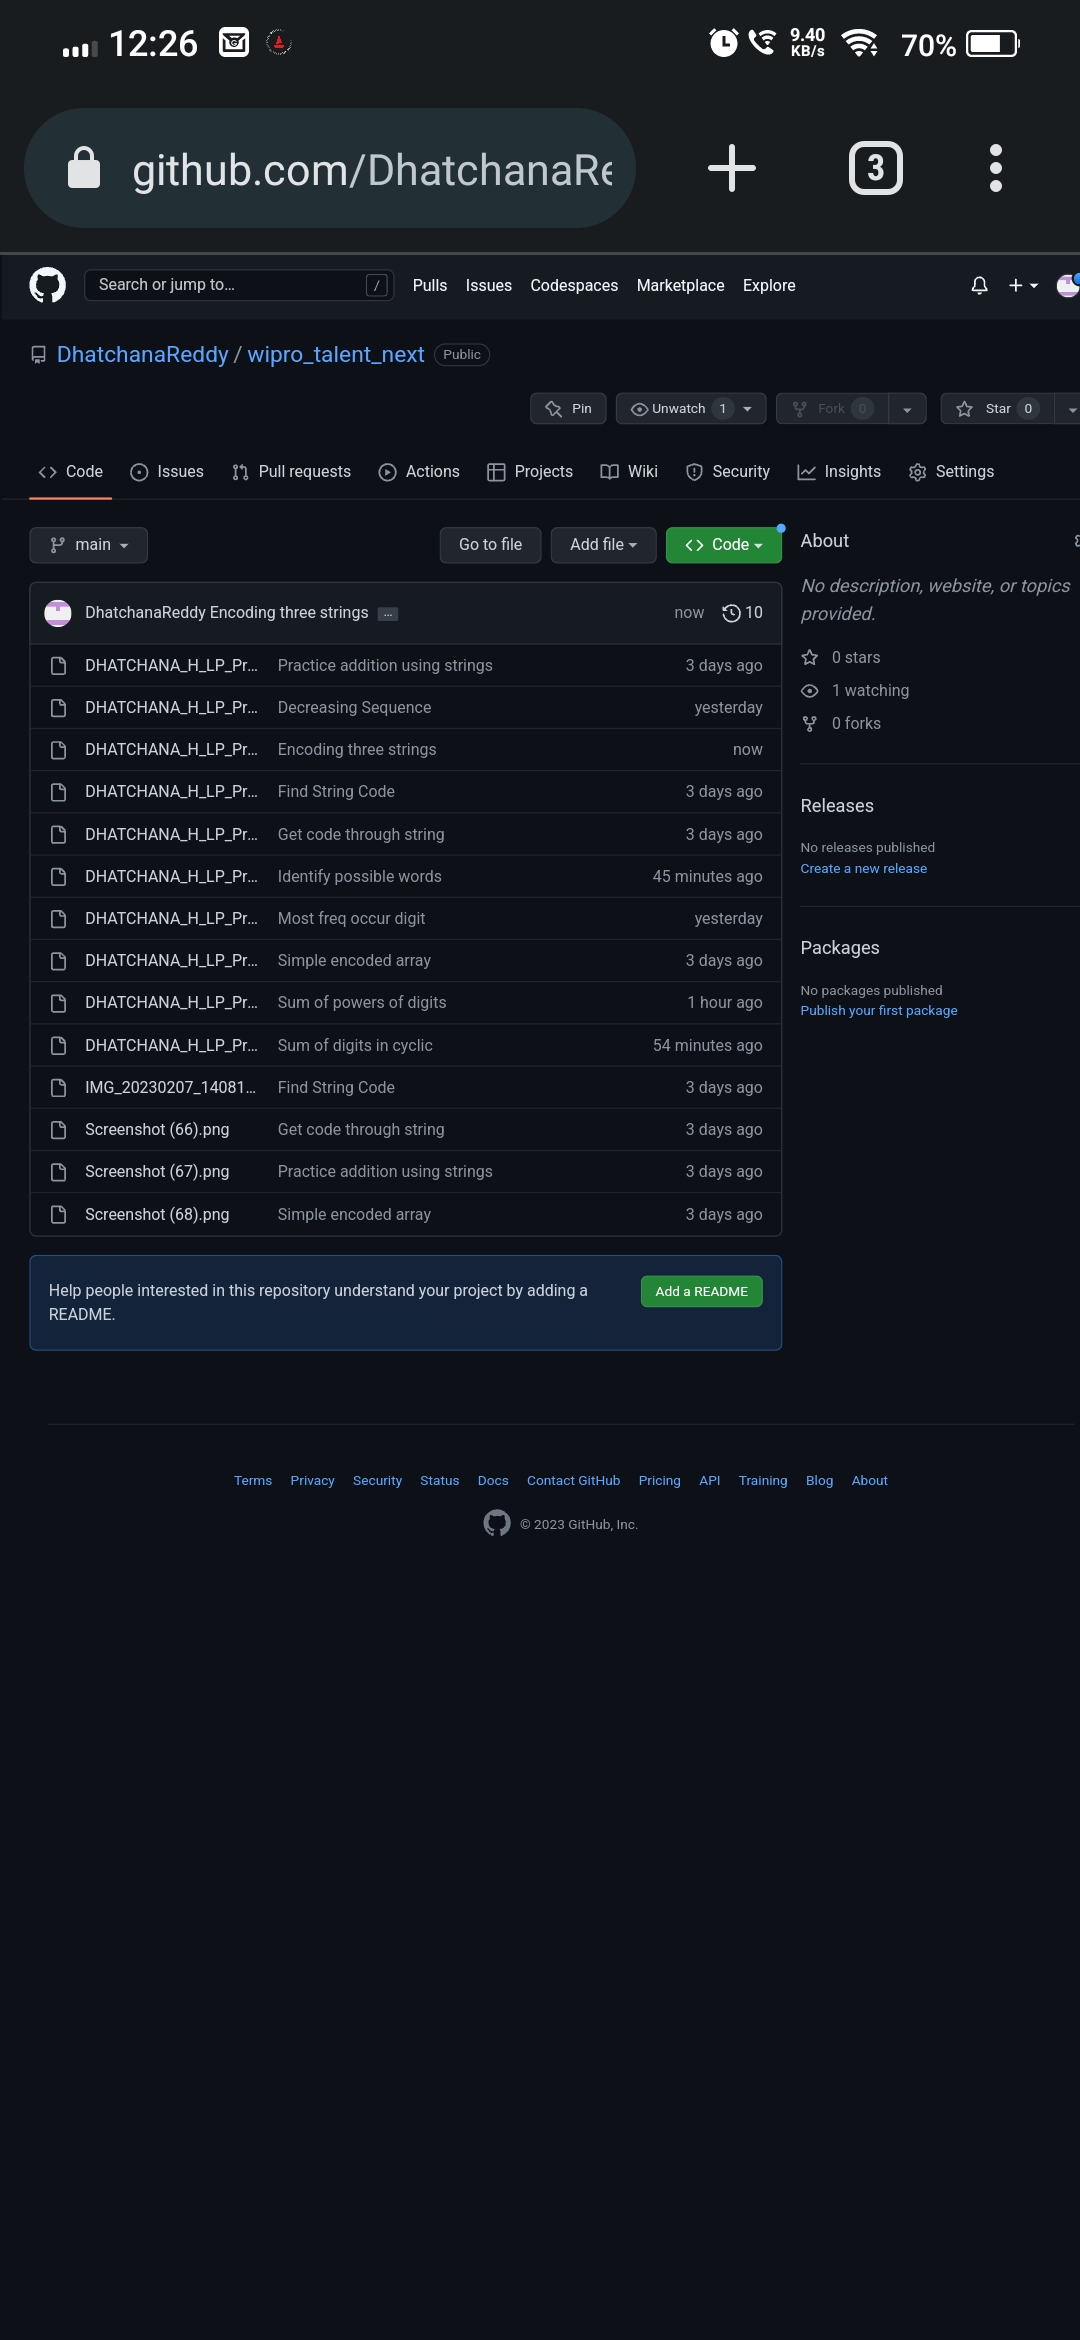 12:26
9.40
KB/s
70%
github.com/DhatchanaRe
3
Search or jump to…
/
Pulls Issues Codespaces Marketplace Explore
DhatchanaReddy / wipro_talent_next Public
Pin Unwatch 1 Fork 0 Star 0
Code Issues Pull requests Actions Projects Wiki Security Insights Settings
main Go to file Add file Code
DhatchanaReddy Encoding three strings … now 10
DHATCHANA_H_LP_Pr… Practice addition using strings 3 days ago
DHATCHANA_H_LP_Pr… Decreasing Sequence yesterday
DHATCHANA_H_LP_Pr… Encoding three strings now
DHATCHANA_H_LP_Pr… Find String Code 3 days ago
DHATCHANA_H_LP_Pr… Get code through string 3 days ago
DHATCHANA_H_LP_Pr… Identify possible words 45 minutes ago
DHATCHANA_H_LP_Pr… Most freq occur digit yesterday
DHATCHANA_H_LP_Pr… Simple encoded array 3 days ago
DHATCHANA_H_LP_Pr… Sum of powers of digits 1 hour ago
DHATCHANA_H_LP_Pr… Sum of digits in cyclic 54 minutes ago
IMG_20230207_14081… Find String Code 3 days ago
Screenshot (66).png Get code through string 3 days ago
Screenshot (67).png Practice addition using strings 3 days ago
Screenshot (68).png Simple encoded array 3 days ago
Help people interested in this repository understand your project by adding a
README.
Add a README
About
No description, website, or topics
provided.
0 stars
1 watching
0 forks
Releases
No releases published
Create a new release
Packages
No packages published
Publish your first package
Terms Privacy Security Status Docs Contact GitHub Pricing API Training Blog About
© 2023 GitHub, Inc.